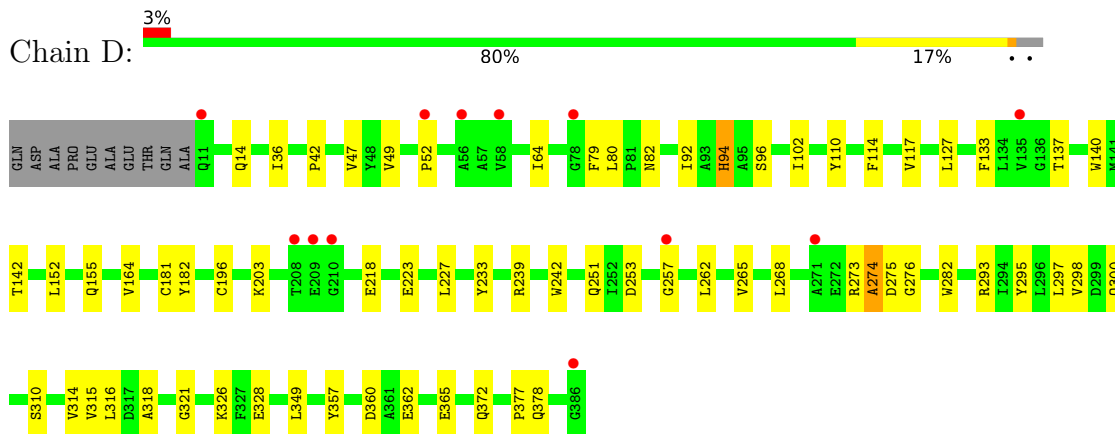 3%
Chain D:
80% 17% • •
GLN ASP ALA PRO GLU ALA GLU THR GLN ALA Q11 Q14 I36 P42 V47 Y48 V49 P52 A56 A57 V58 I64 G78 F79 L80 P81 N82 I92 A93 H94 A95 S96 I102 Y110 F114 V117 L127 F133 L134 V135 G136 T137 W140 M141
T142 L152 Q155 V164 C181 Y182 C196 K203 T208 E209 G210 E218 E223 L227 Y233 R239 W242 Q251 I252 D253 G257 L262 V265 L268 A271 E272 R273 A274 D275 G276 W282 R293 I294 Y295 L296 L297 V298 D299 Q300
S310 V314 V315 L316 D317 A318 G321 K326 F327 E328 L349 Y357 D360 A361 E362 E365 Q372 P377 Q378 G386